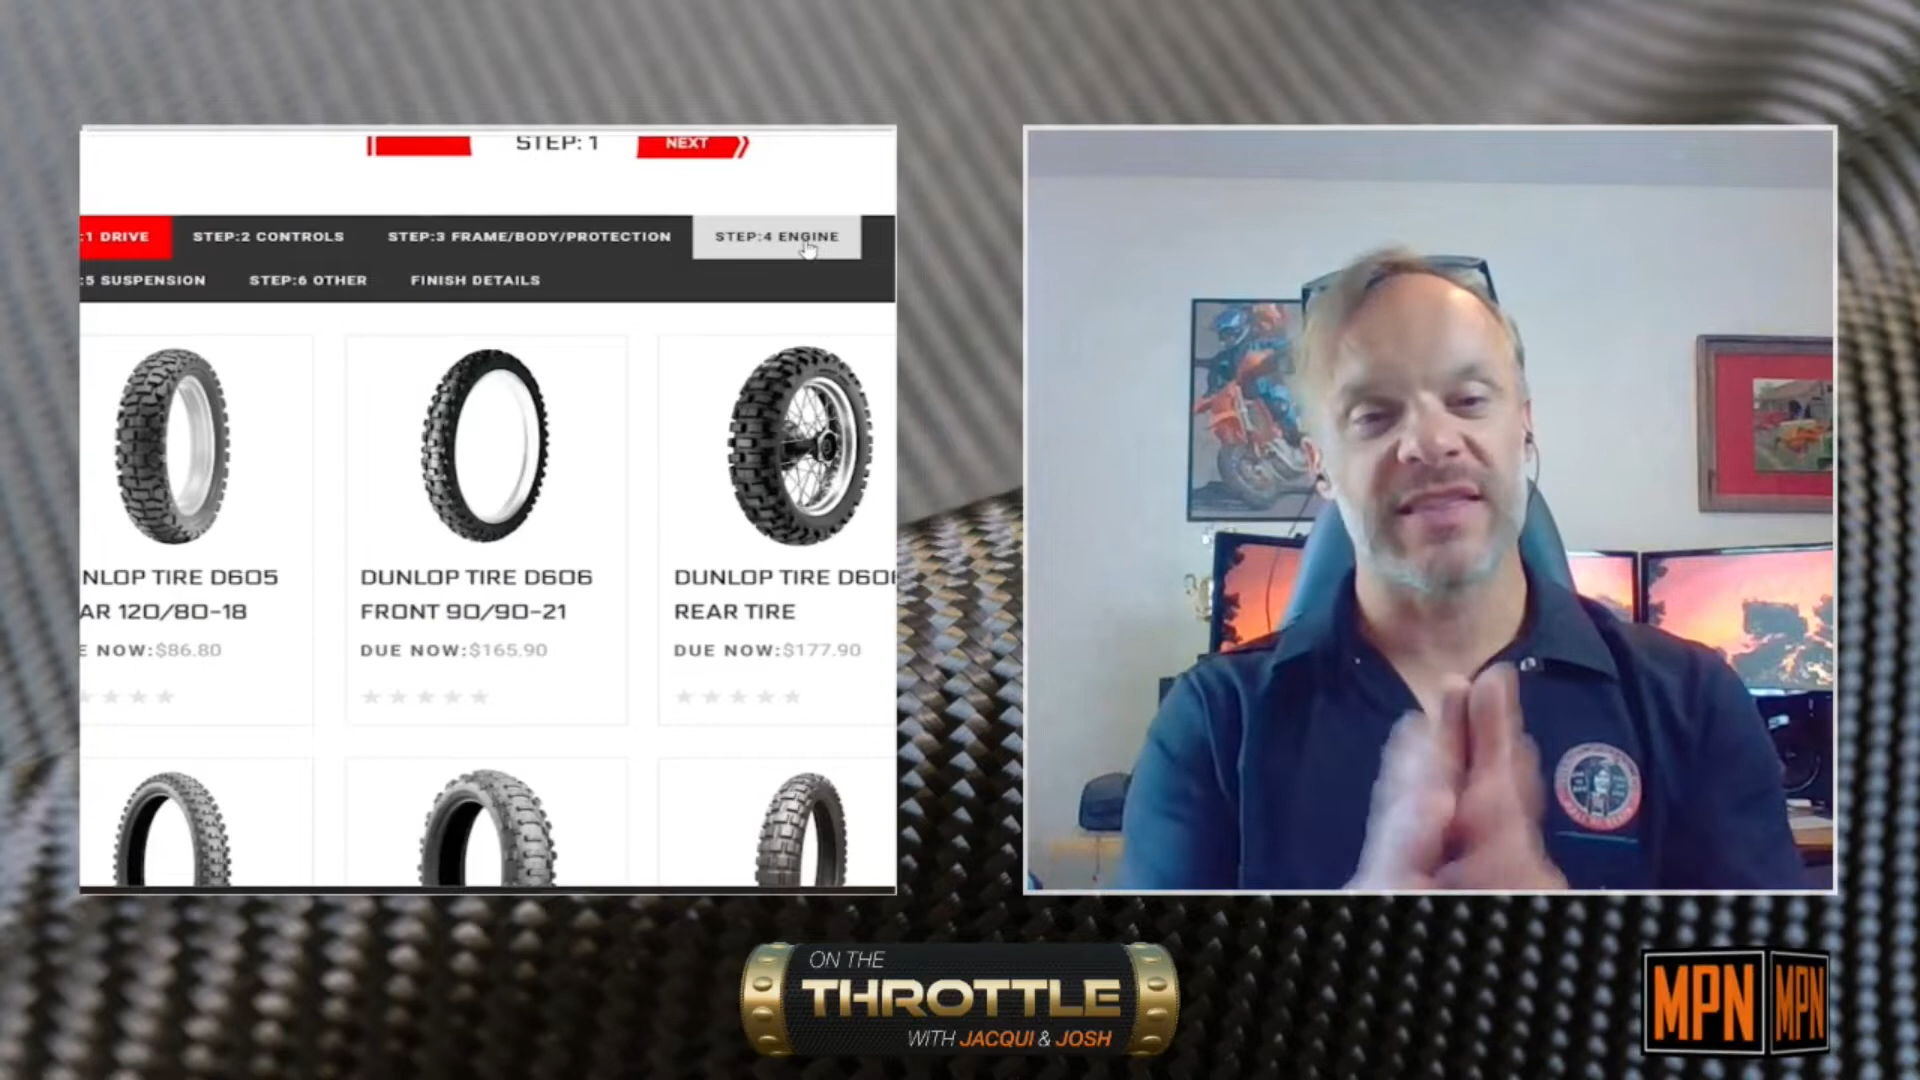 STEP: 1
NEXT
:1 DRIVE
STEP:2 CONTROLS
STEP:3 FRAME/BODY/PROTECTION
STEP:4 ENGINE
:5 SUSPENSION
STEP:6 OTHER
FINISH DETAILS
NLOP TIRE D605
AR 120/80-18
E NOW:$86.80
DUNLOP TIRE D606
FRONT 90/90-21
DUE NOW:$165.90
DUNLOP TIRE D606
REAR TIRE
DUE NOW:$177.90
ON THE
THROTTLE
WITH JACQUI & JOSH
MPN
MPN